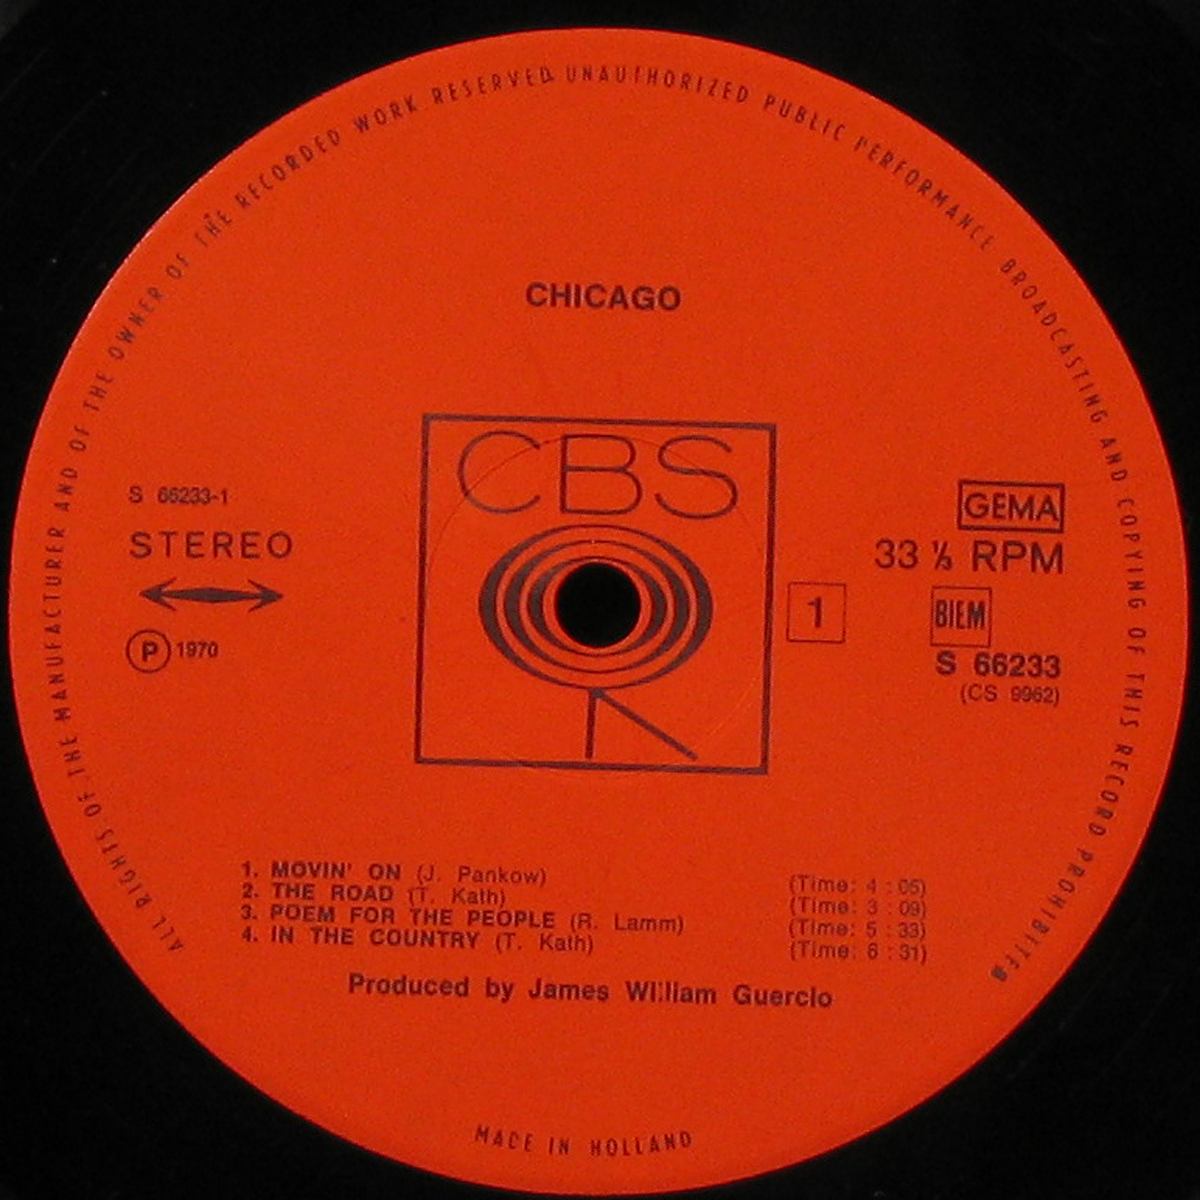 ALL RIGHTS OF THE MANUFACTURER AND OF THE OWNER OF THE RECORDED WORK RESERVED. UNAUTHORIZED PUBLIC PERFORMANCE BROADCASTING AND COPYING OF THIS RECORD PROHIBITED
CHICAGO
CBS
S 66233-1
STEREO
P 1970
GEMA
33 ⅓ RPM
1
BIEM
S 66233
(CS 9962)
1. MOVIN' ON (J. Pankow) (Time: 4 : 05)
2. THE ROAD (T. Kath) (Time: 3 : 09)
3. POEM FOR THE PEOPLE (R. Lamm) (Time: 5 : 33)
4. IN THE COUNTRY (T. Kath) (Time: 6 : 31)
Produced by James William Guercio
MADE IN HOLLAND